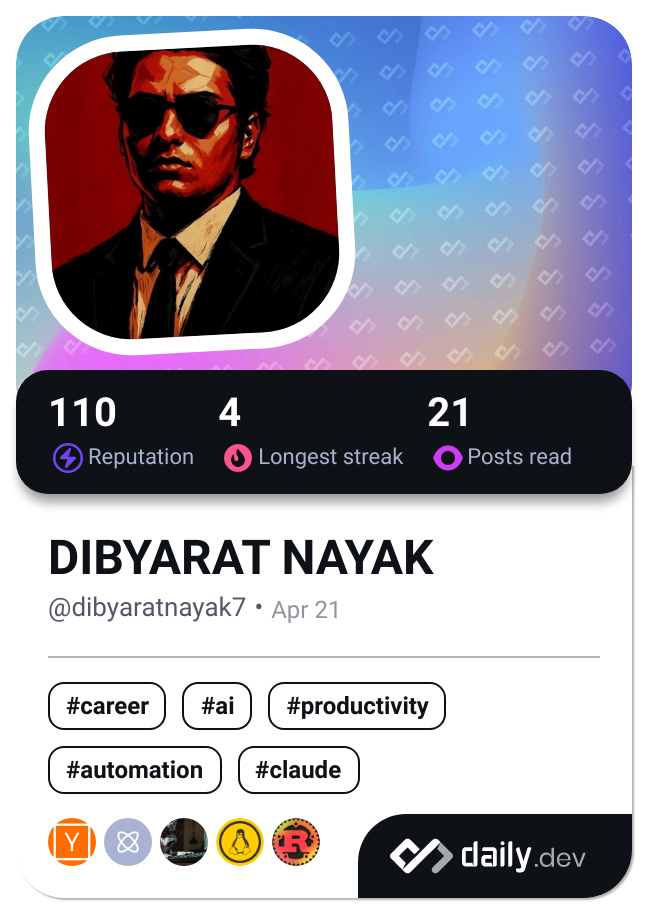 110 4 21
Reputation Longest streak Posts read
DIBYARAT NAYAK
@dibyaratnayak7 • Apr 21
#career #ai #productivity
#automation #claude
Y R
daily.dev